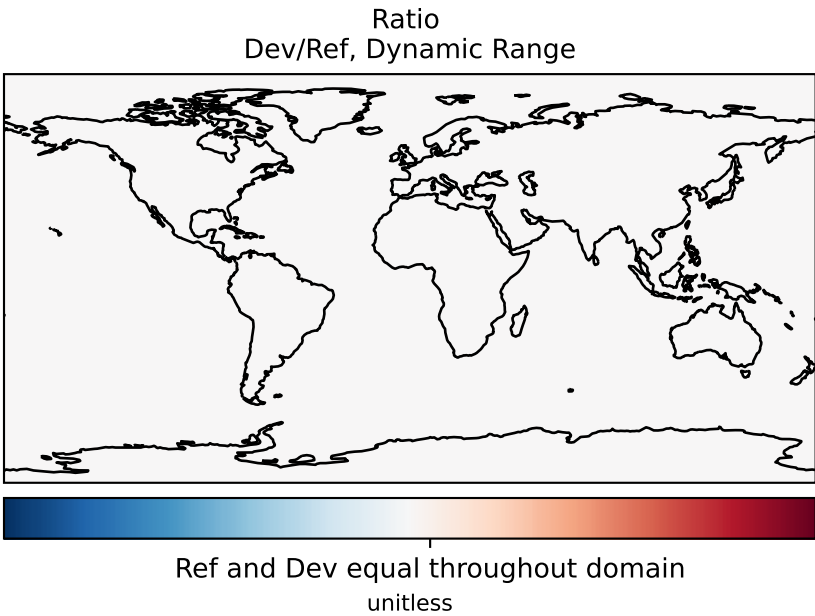 Ratio
Dev/Ref, Dynamic Range
Ref and Dev equal throughout domain
unitless